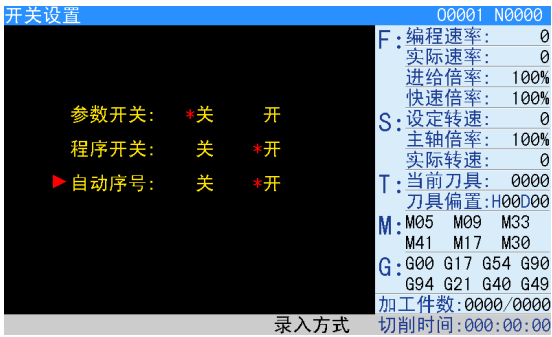 开关设置 O0001 N0000
参数开关: *关 开
程序开关: 关 *开
自动序号: 关 *开
录入方式
F: 编程速率: 0
实际速率: 0
进给倍率: 100%
快速倍率: 100%
S: 设定转速: 0
主轴倍率: 100%
实际转速: 0
T: 当前刀具: 0000
刀具偏置:H00D00
M: M05 M09 M33
M41 M17 M30
G: G00 G17 G54 G90
G94 G21 G40 G49
加工件数:0000/0000
切削时间:000:00:00